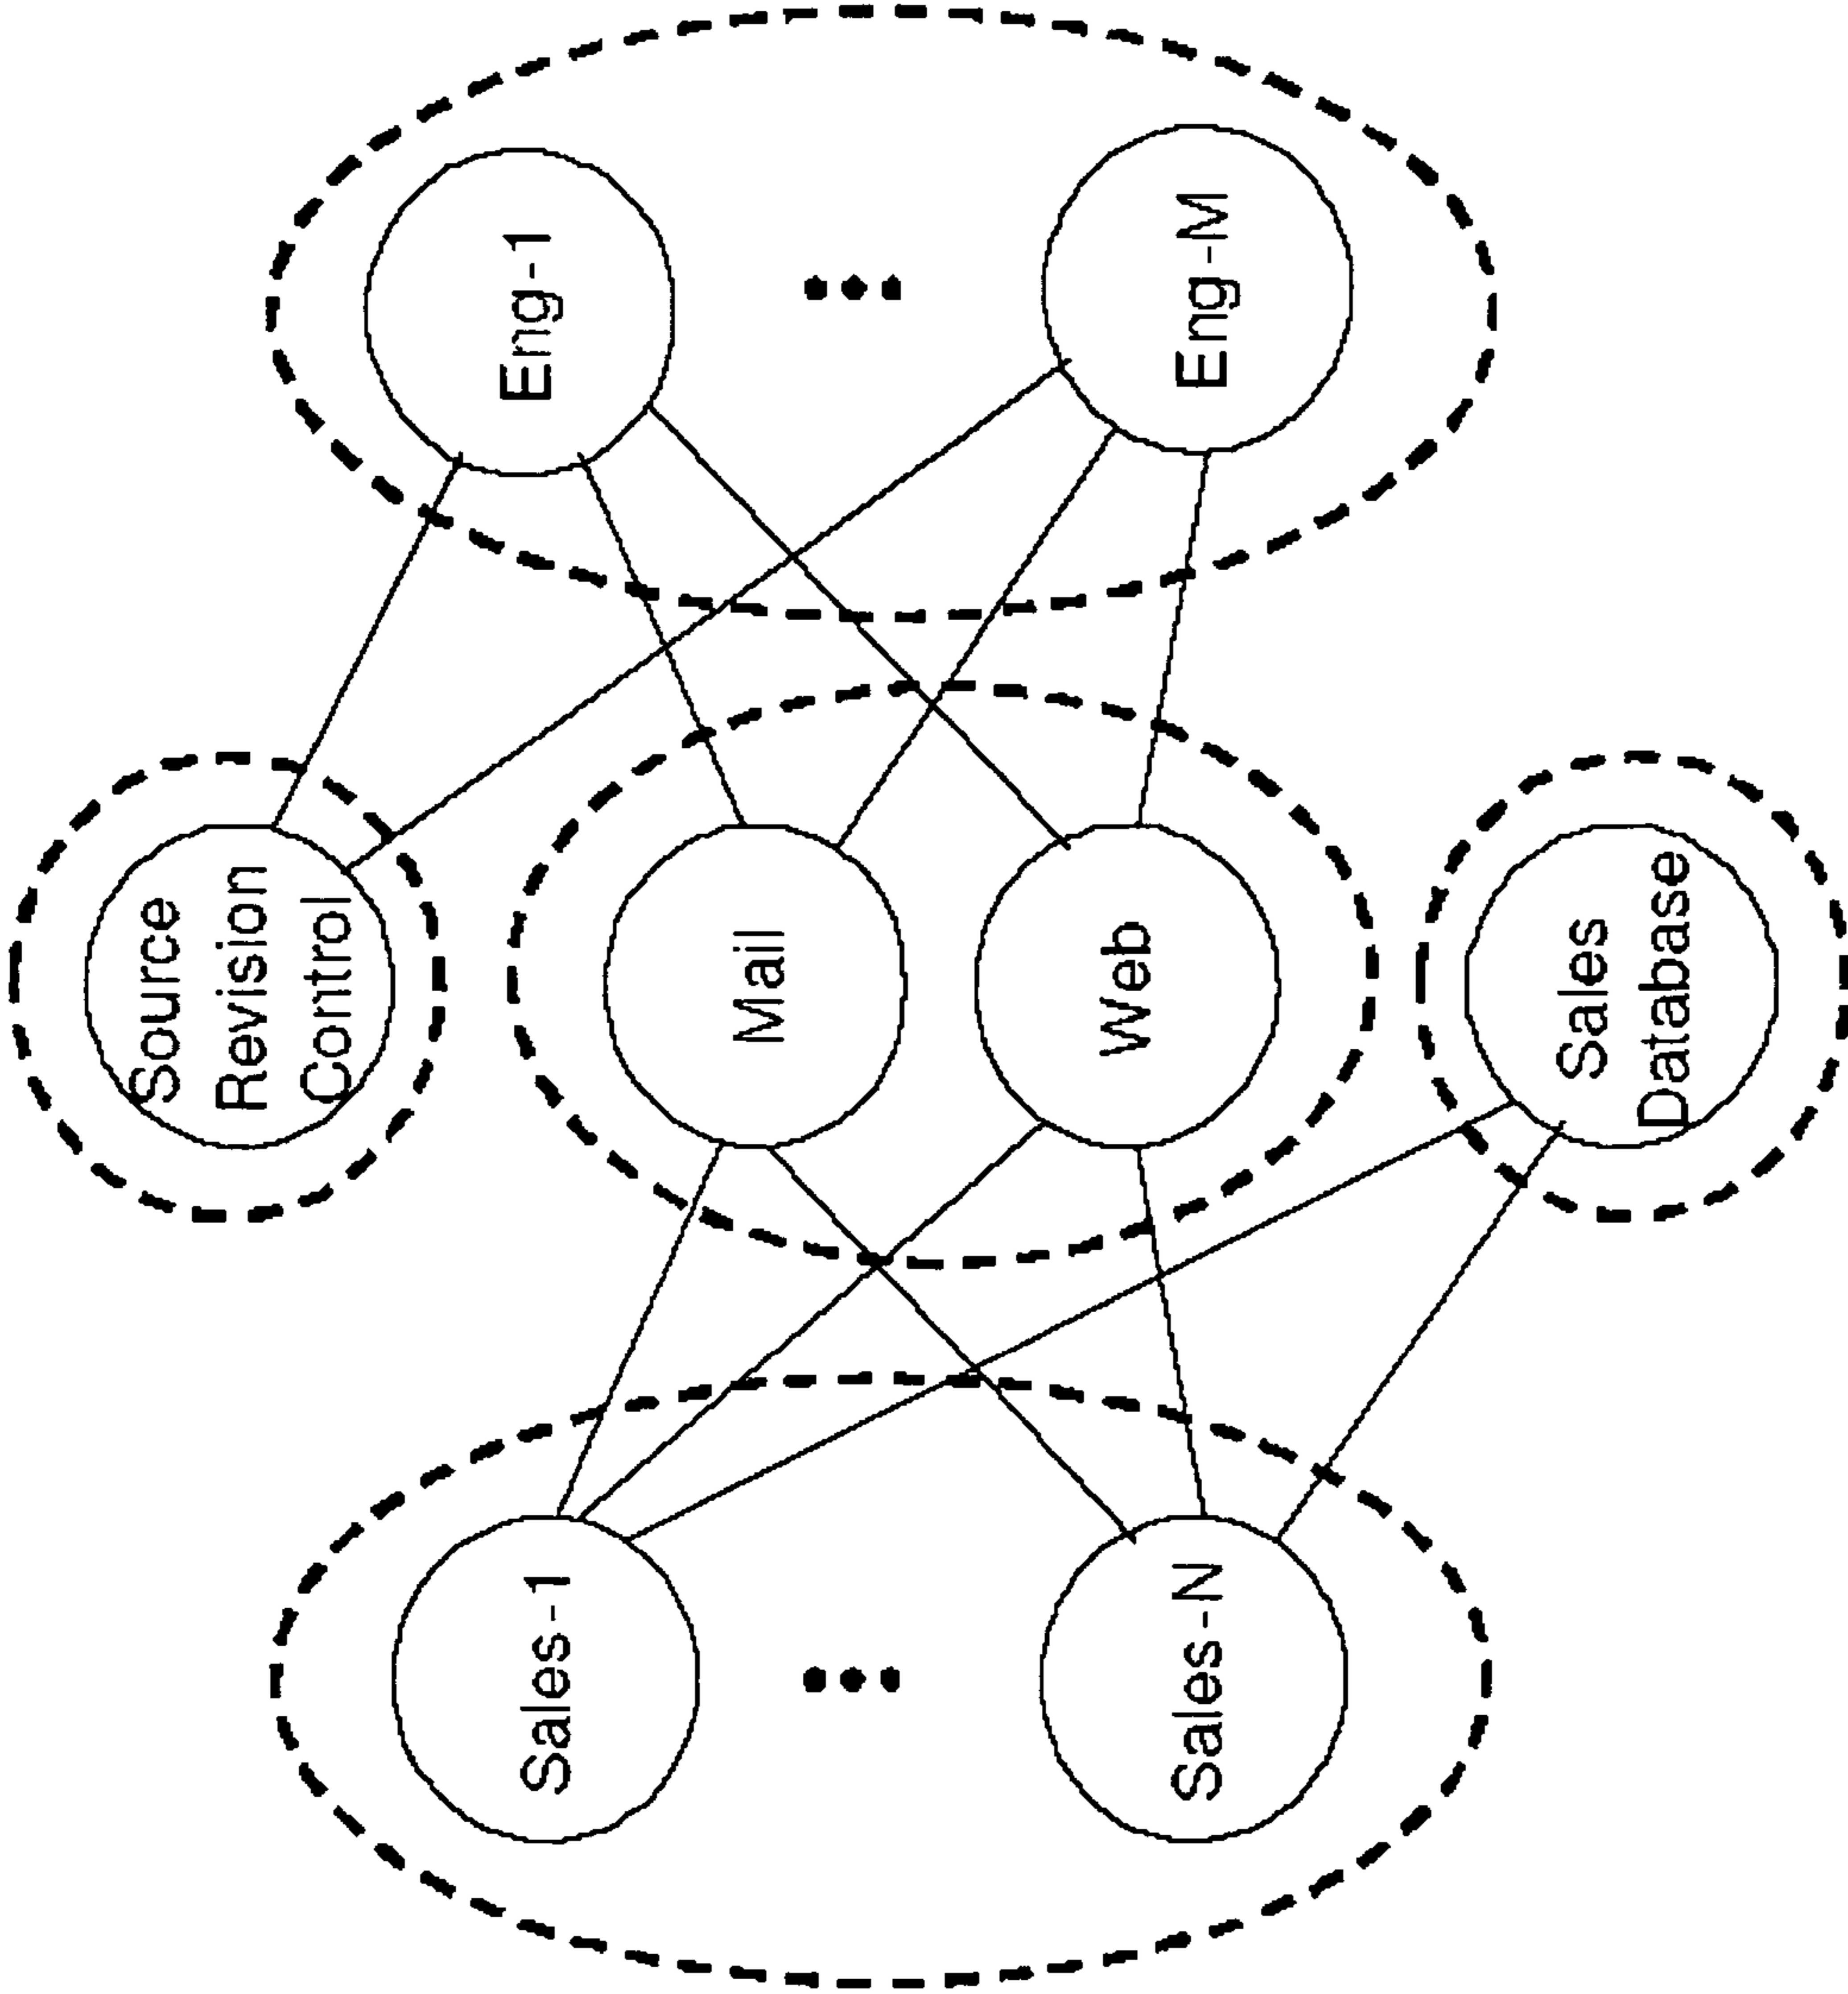 Source
Revision
Control
Sales-1
Mail
Eng-1
•••
•••
Sales-N
Web
Eng-M
Sales
Database